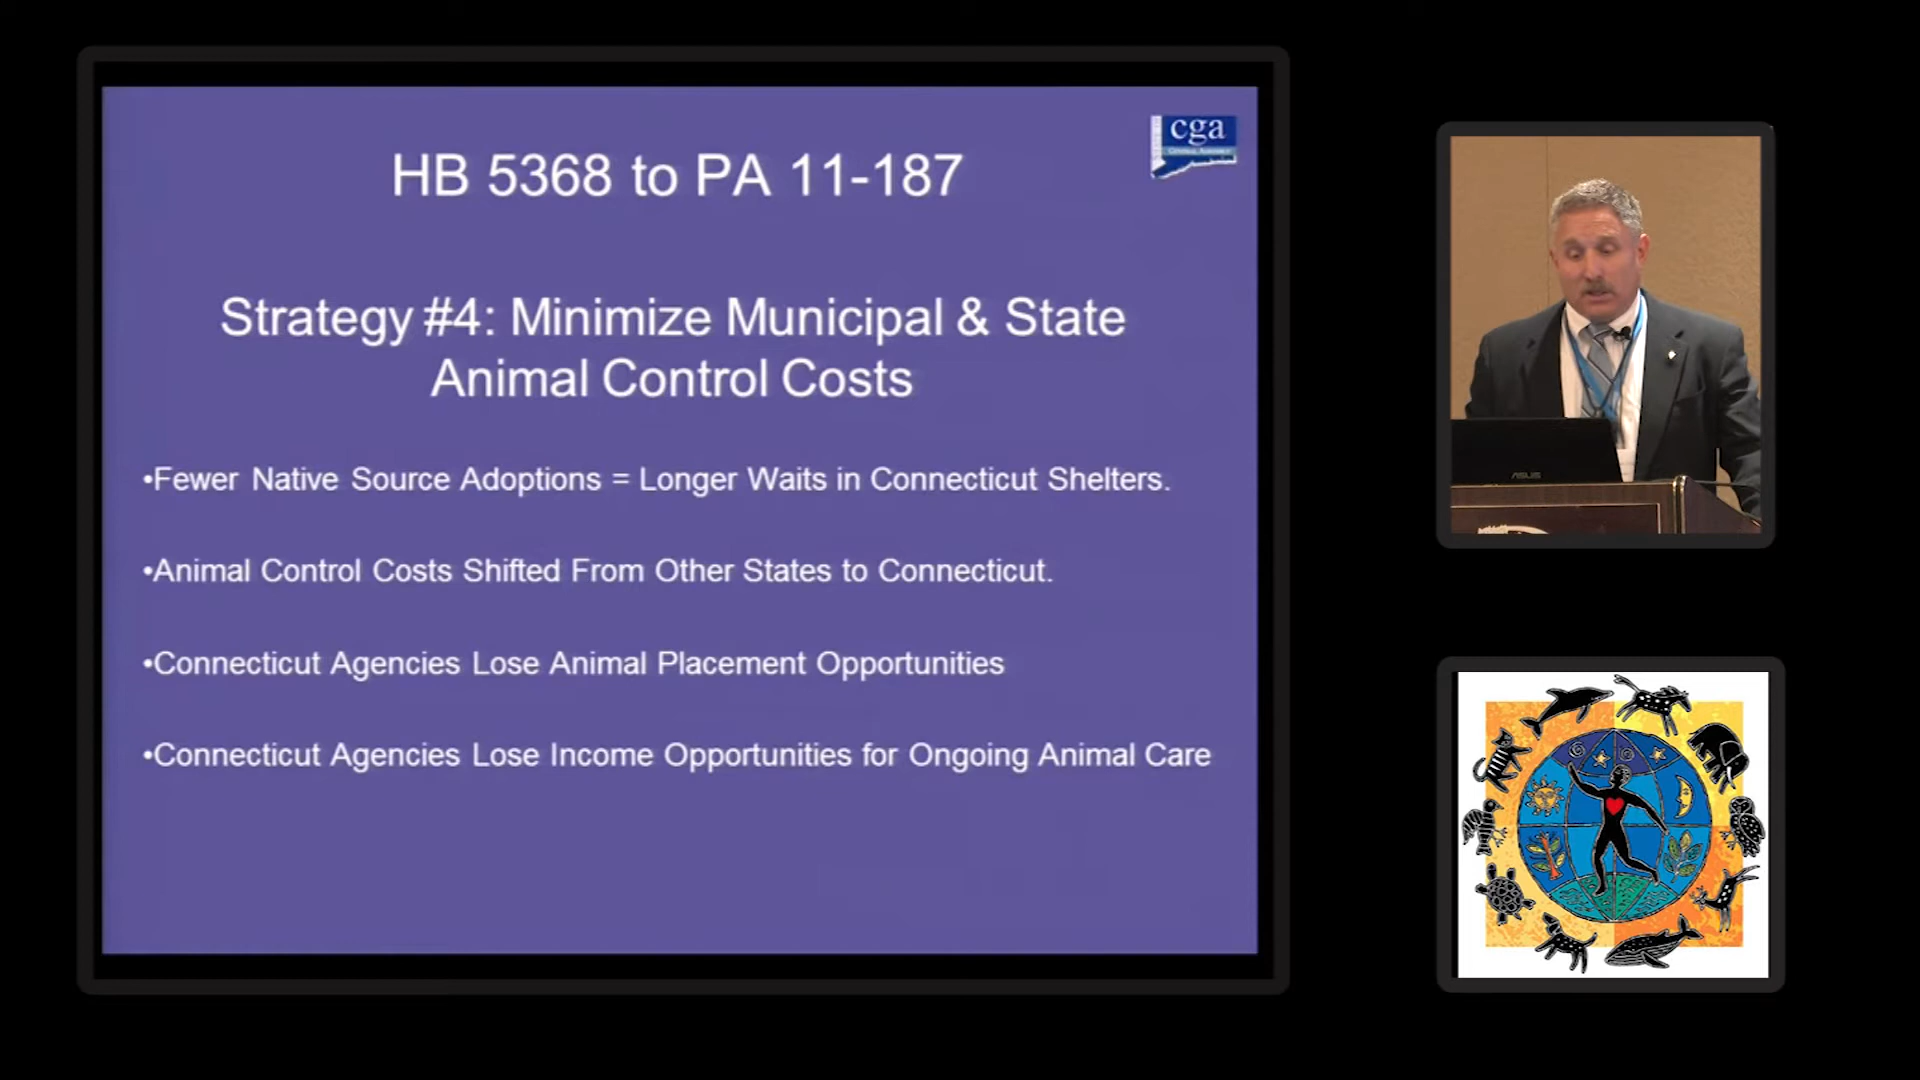 cga
HB 5368 to PA 11-187
Strategy #4: Minimize Municipal & State
Animal Control Costs
•Fewer Native Source Adoptions = Longer Waits in Connecticut Shelters.
•Animal Control Costs Shifted From Other States to Connecticut.
•Connecticut Agencies Lose Animal Placement Opportunities
•Connecticut Agencies Lose Income Opportunities for Ongoing Animal Care
ASUS